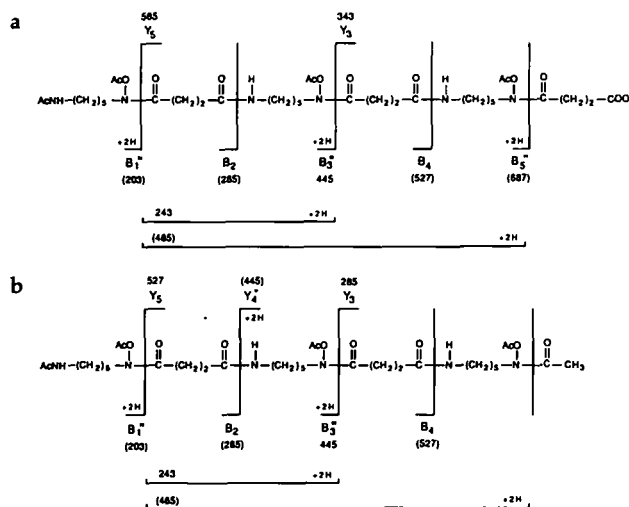 a
565 343
Y5 Y3
AcO O O H AcO O O H AcO O
AcNH–(CH2)5–N–C–(CH2)2–C–N–(CH2)5–N–C–(CH2)2–C–N–(CH2)5–N–C–(CH2)2–COO
+2H +2H +2H
B1" B2 B3" B4 B5"
(203) (285) 445 (527) (687)
243 +2H
(485) +2H
b
527 (445) 285
Y5 Y4" Y3
+2H
AcO O O H AcO O O H AcO O
AcNH–(CH2)5–N–C–(CH2)2–C–N–(CH2)5–N–C–(CH2)2–C–N–(CH2)5–N–C–CH3
+2H +2H
B1" B2 B3" B4
(203) (285) 445 (527)
243 +2H
(485) +2H